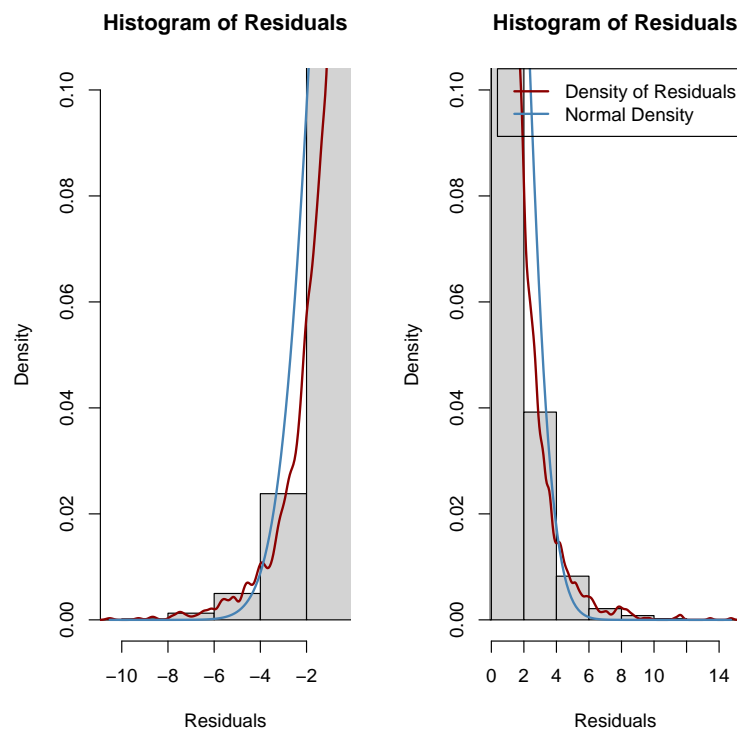 Histogram of Residuals
Density
0.00 0.02 0.04 0.06 0.08 0.10
−10 −8 −6 −4 −2
Residuals
Histogram of Residuals
Density of Residuals
Normal Density
Density
0.00 0.02 0.04 0.06 0.08 0.10
0 2 4 6 8 10 14
Residuals